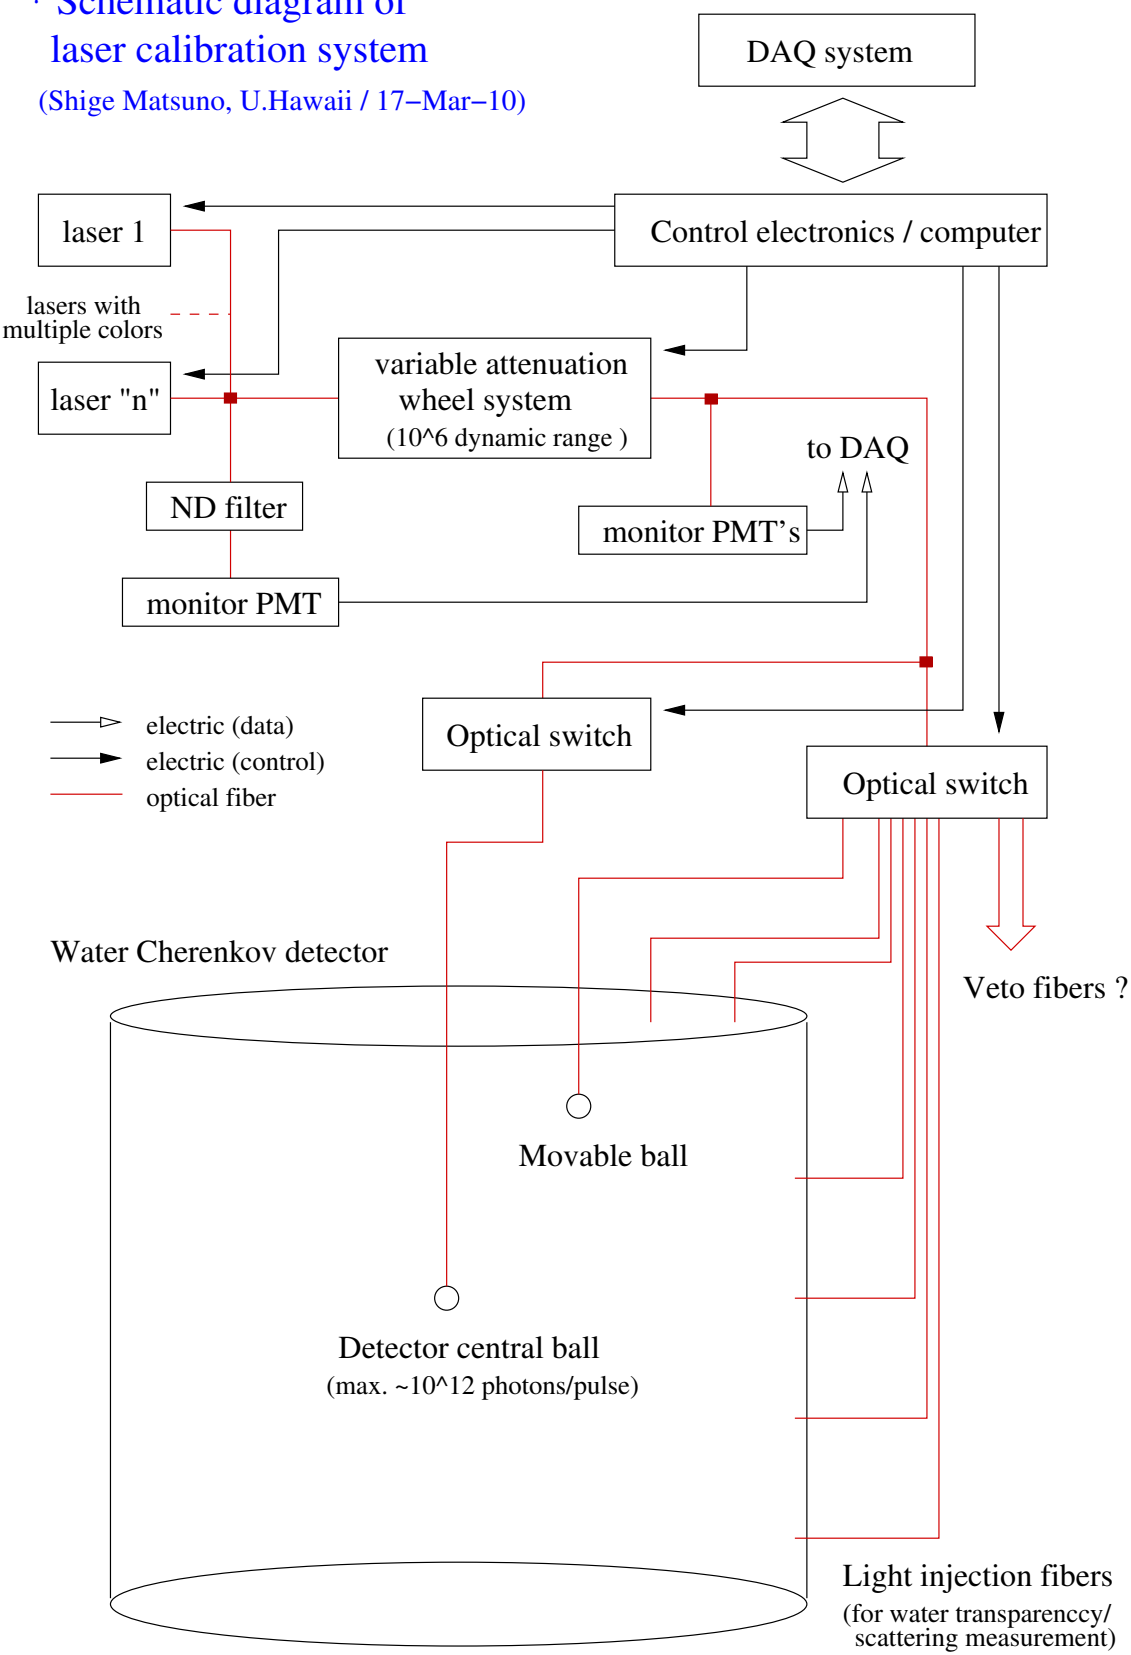 * Schematic diagram of
laser calibration system
(Shige Matsuno, U.Hawaii / 17−Mar−10)
DAQ system
laser 1
Control electronics / computer
lasers with
multiple colors
laser "n"
variable attenuation
wheel system
(10^6 dynamic range )
to DAQ
ND filter
monitor PMT's
monitor PMT
electric (data)
electric (control)
optical fiber
Optical switch
Optical switch
Water Cherenkov detector
Veto fibers ?
Movable ball
Detector central ball
(max. ~10^12 photons/pulse)
Light injection fibers
(for water transparenccy/
scattering measurement)